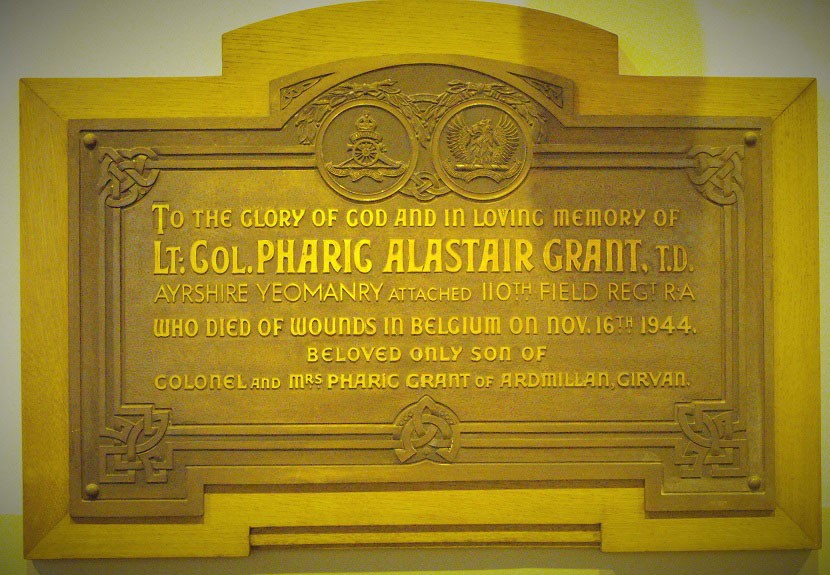 TO THE GLORY OF GOD AND IN LOVING MEMORY OF
LT: COL. PHARIC ALASTAIR GRANT, T.D.
AYRSHIRE YEOMANRY ATTACHED 110TH FIELD REGT R.A
WHO DIED OF WOUNDS IN BELGIUM ON NOV. 16TH 1944.
BELOVED ONLY SON OF
COLONEL AND MRS PHARIC GRANT OF ARDMILLAN, GIRVAN.